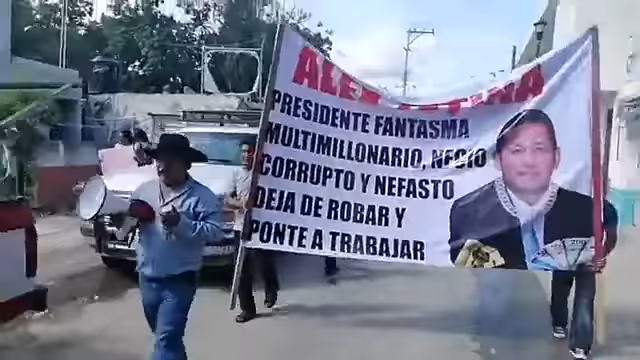 PRESIDENTE FANTASMA
MULTIMILLONARIO, NECIO
CORRUPTO Y NEFASTO
DEJA DE ROBAR Y
PONTE A TRABAJAR